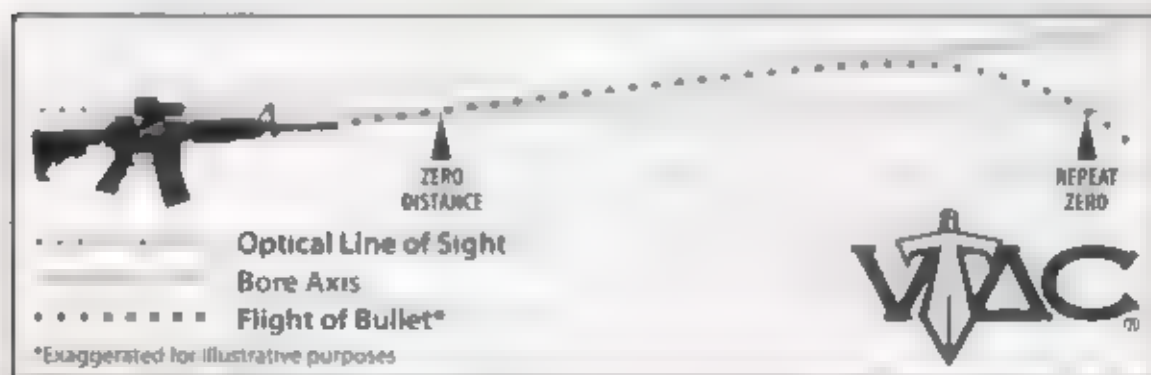 ZERO
DISTANCE
REPEAT
ZERO
Optical Line of Sight
Bore Axis
Flight of Bullet*
*Exaggerated for illustrative purposes
VTAC